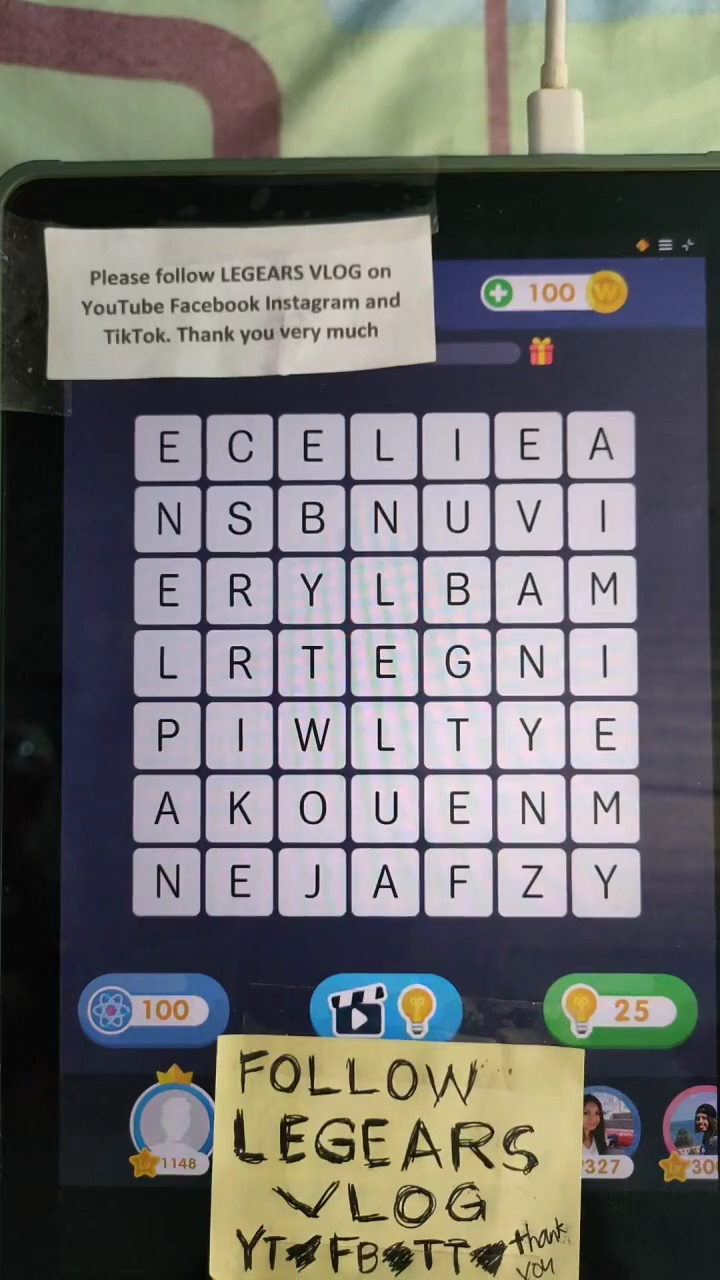 Please follow LEGEARS VLOG on
YouTube Facebook Instagram and
TikTok. Thank you very much
100
E C E L I E A
N S B N U V I
E R Y L B A M
L R T E G N I
P I W L T Y E
A K O U E N M
N E J A F Z Y
100
25
1148
327
30
FOLLOW
LEGEARS
VLOG
YT FB TT thank
you